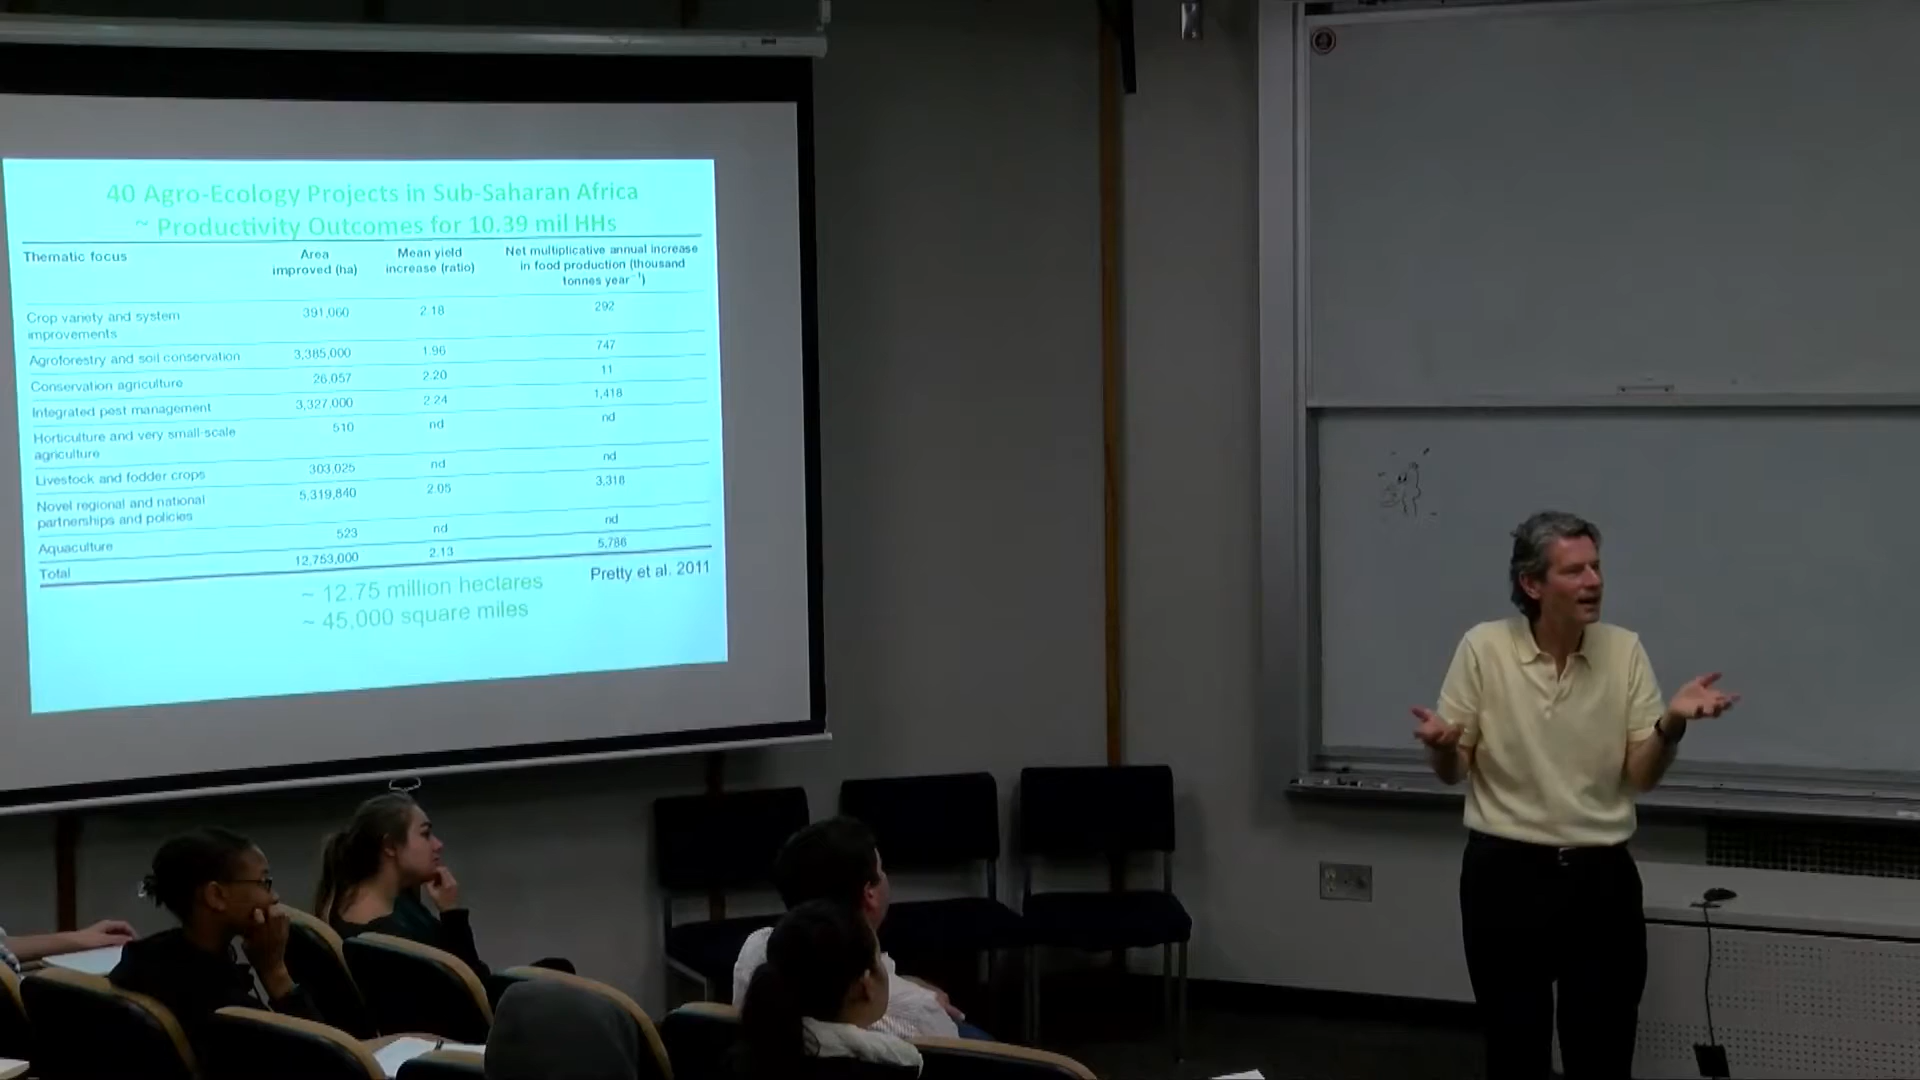 40 Agro-Ecology Projects in Sub-Saharan Africa
~ Productivity Outcomes for 10.39 mil HHs
Thematic focus Area improved (ha) Mean yield increase (ratio) Net multiplicative annual increase in food production (thousand tonnes year⁻¹)
Crop variety and system improvements 391,060 2.18 292
Agroforestry and soil conservation 3,385,000 1.96 747
Conservation agriculture 26,057 2.20 11
Integrated pest management 3,327,000 2.24 1,418
Horticulture and very small-scale agriculture 510 nd nd
Livestock and fodder crops 303,025 nd nd
Novel regional and national partnerships and policies 5,319,840 2.05 3,318
Aquaculture 523 nd nd
Total 12,753,000 2.13 5,786
~ 12.75 million hectares
~ 45,000 square miles
Pretty et al. 2011